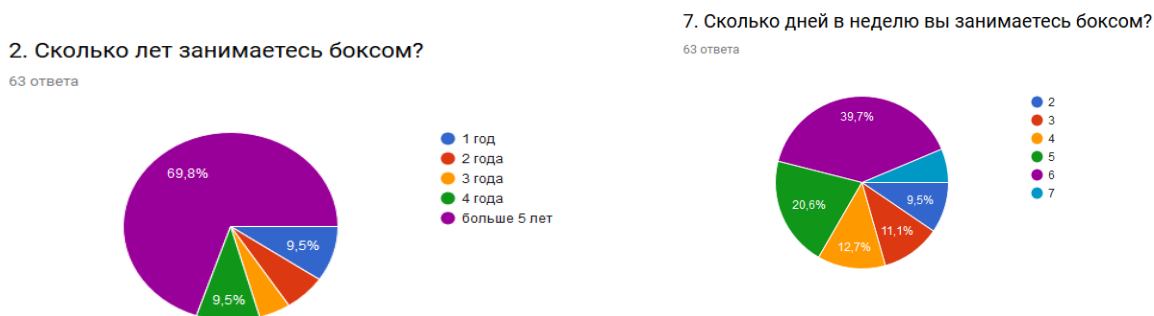 2. Сколько лет занимаетесь боксом?
63 ответа
69,8%
9,5%
9,5%
1 год
2 года
3 года
4 года
больше 5 лет
7. Сколько дней в неделю вы занимаетесь боксом?
63 ответа
39,7%
20,6%
9,5%
11,1%
12,7%
2
3
4
5
6
7